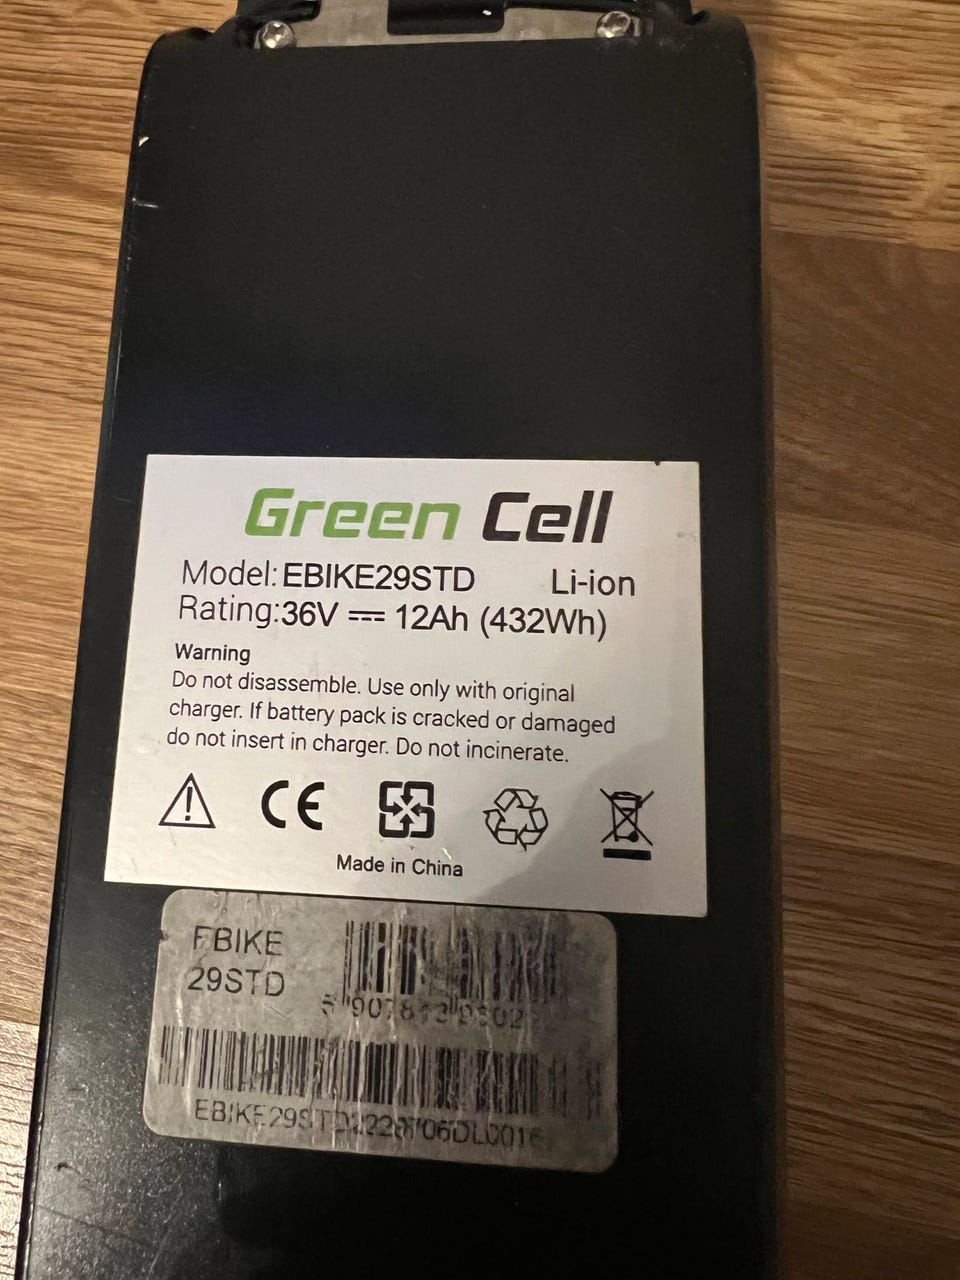 Green Cell
Model: EBIKE29STD Li-ion
Rating: 36V 12Ah (432Wh)
Warning
Do not disassemble. Use only with original
charger. If battery pack is cracked or damaged
do not insert in charger. Do not incinerate.
CE
Made in China
EBIKE
29STD